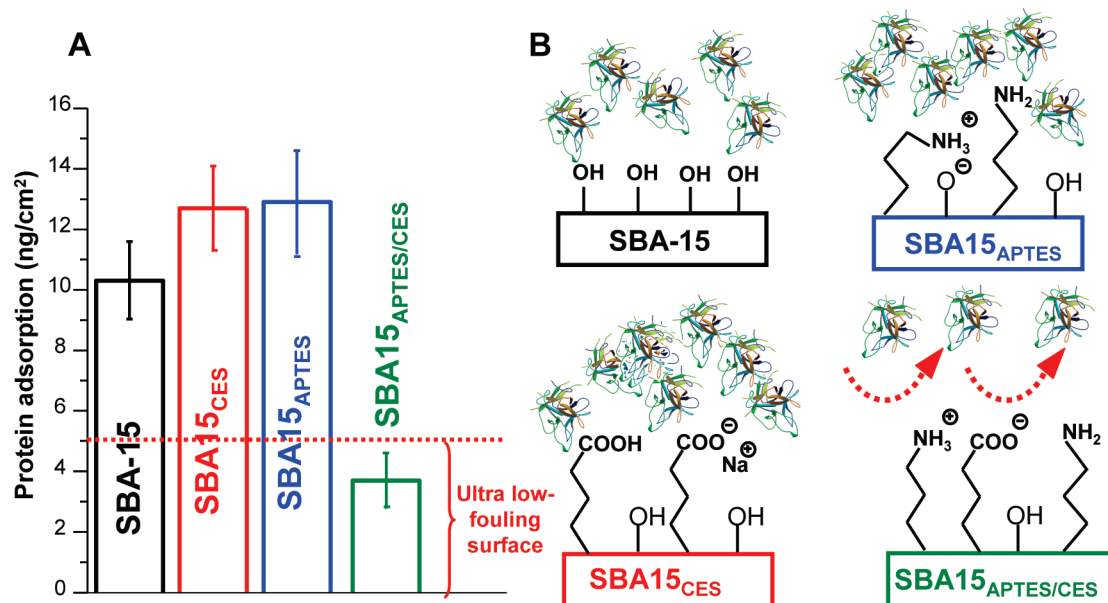 A
Protein adsorption (ng/cm²)
16
14
12
10
8
6
4
2
0
SBA-15
SBA15CES
SBA15APTES
SBA15APTES/CES
Ultra low-
fouling
surface
B
OH OH OH OH
SBA-15
NH2
NH3 ⊕
⊖
O OH
SBA15APTES
COOH COO ⊖
Na ⊕
OH OH
SBA15CES
⊕ ⊖
NH3 COO NH2
OH
SBA15APTES/CES